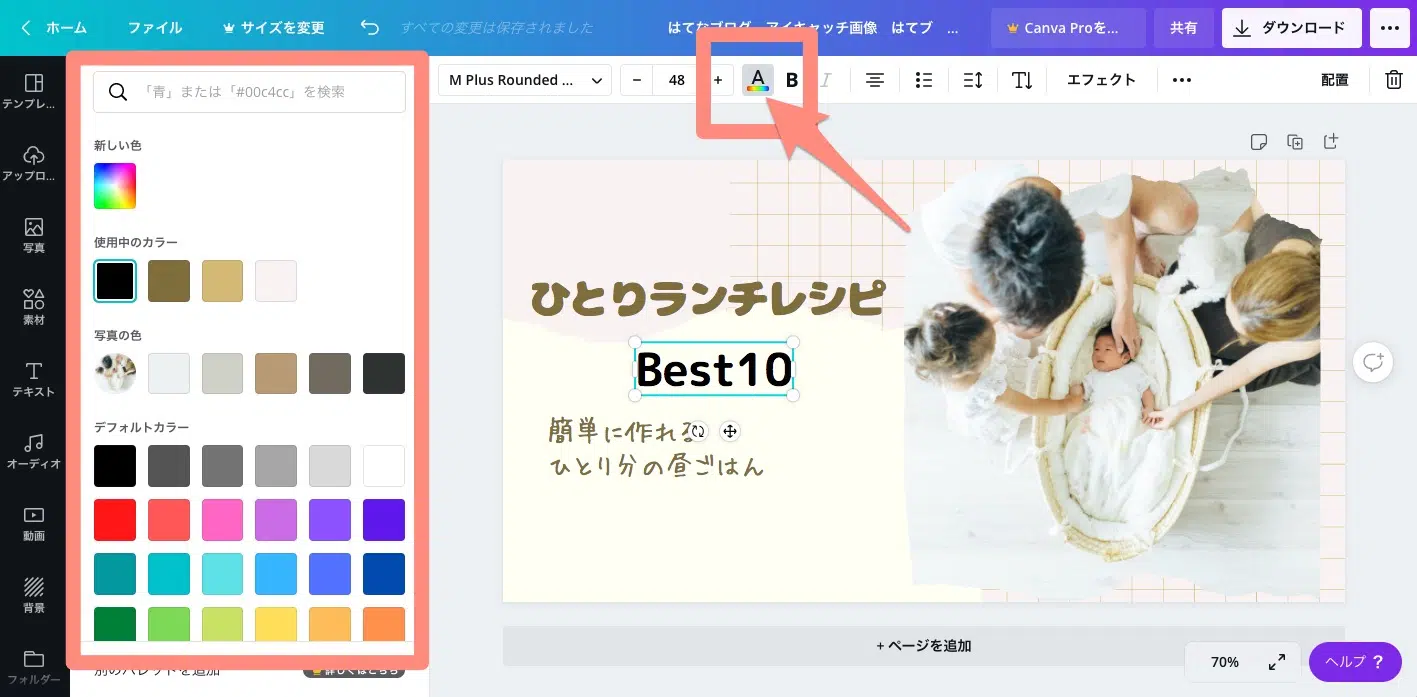 ホーム
ファイル
サイズを変更
すべての変更は保存されました
はてなブログ アイキャッチ画像 はてブ ...
Canva Proを...
共有
ダウンロード
テンプレ...
アップロ...
写真
素材
テキスト
オーディオ
動画
背景
フォルダー
「青」または「#00c4cc」を検索
新しい色
使用中のカラー
写真の色
デフォルトカラー
別のパレットを追加
詳しくはこちら
M Plus Rounded ...
− 48 +
A B I
エフェクト
配置
ひとりランチレシピ
Best10
簡単に作れる
ひとり分の昼ごはん
+ ページを追加
70%
ヘルプ ?